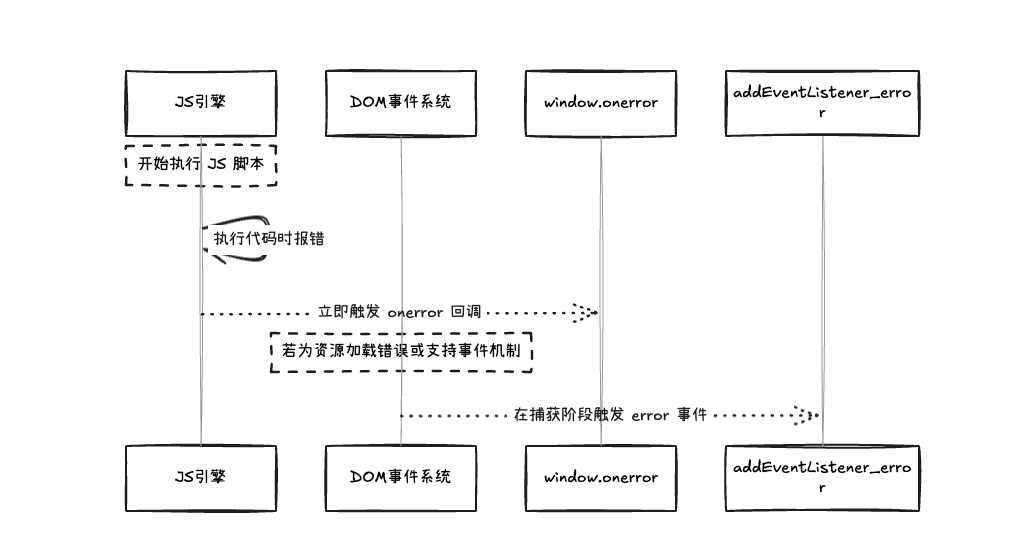 JS引擎
DOM事件系统
window.onerror
addEventListener_erro
r
开始执行 JS 脚本
执行代码时报错
立即触发 onerror 回调
若为资源加载错误或支持事件机制
在捕获阶段触发 error 事件
JS引擎
DOM事件系统
window.onerror
addEventListener_erro
r